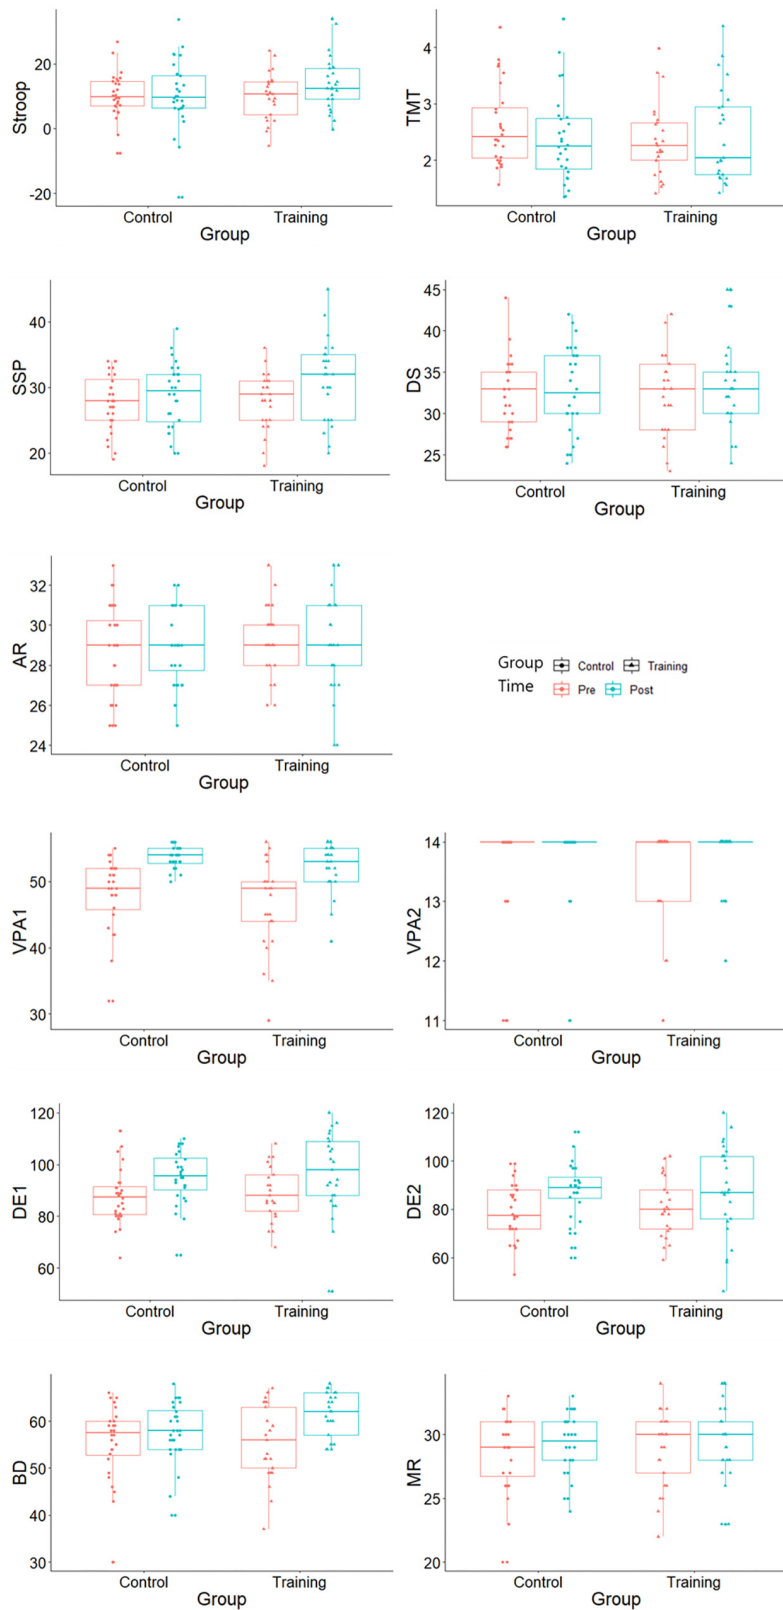 Stroop
20
0
-20
Control Training
Group
TMT
4
3
2
Control Training
Group
SSP
40
30
20
Control Training
Group
DS
45
40
35
30
25
Control Training
Group
AR
32
30
28
26
24
Control Training
Group
Group Control Training
Time Pre Post
VPA1
50
40
30
Control Training
Group
VPA2
14
13
12
11
Control Training
Group
DE1
120
100
80
60
Control Training
Group
DE2
120
100
80
60
Control Training
Group
BD
70
60
50
40
30
Control Training
Group
MR
35
30
25
20
Control Training
Group